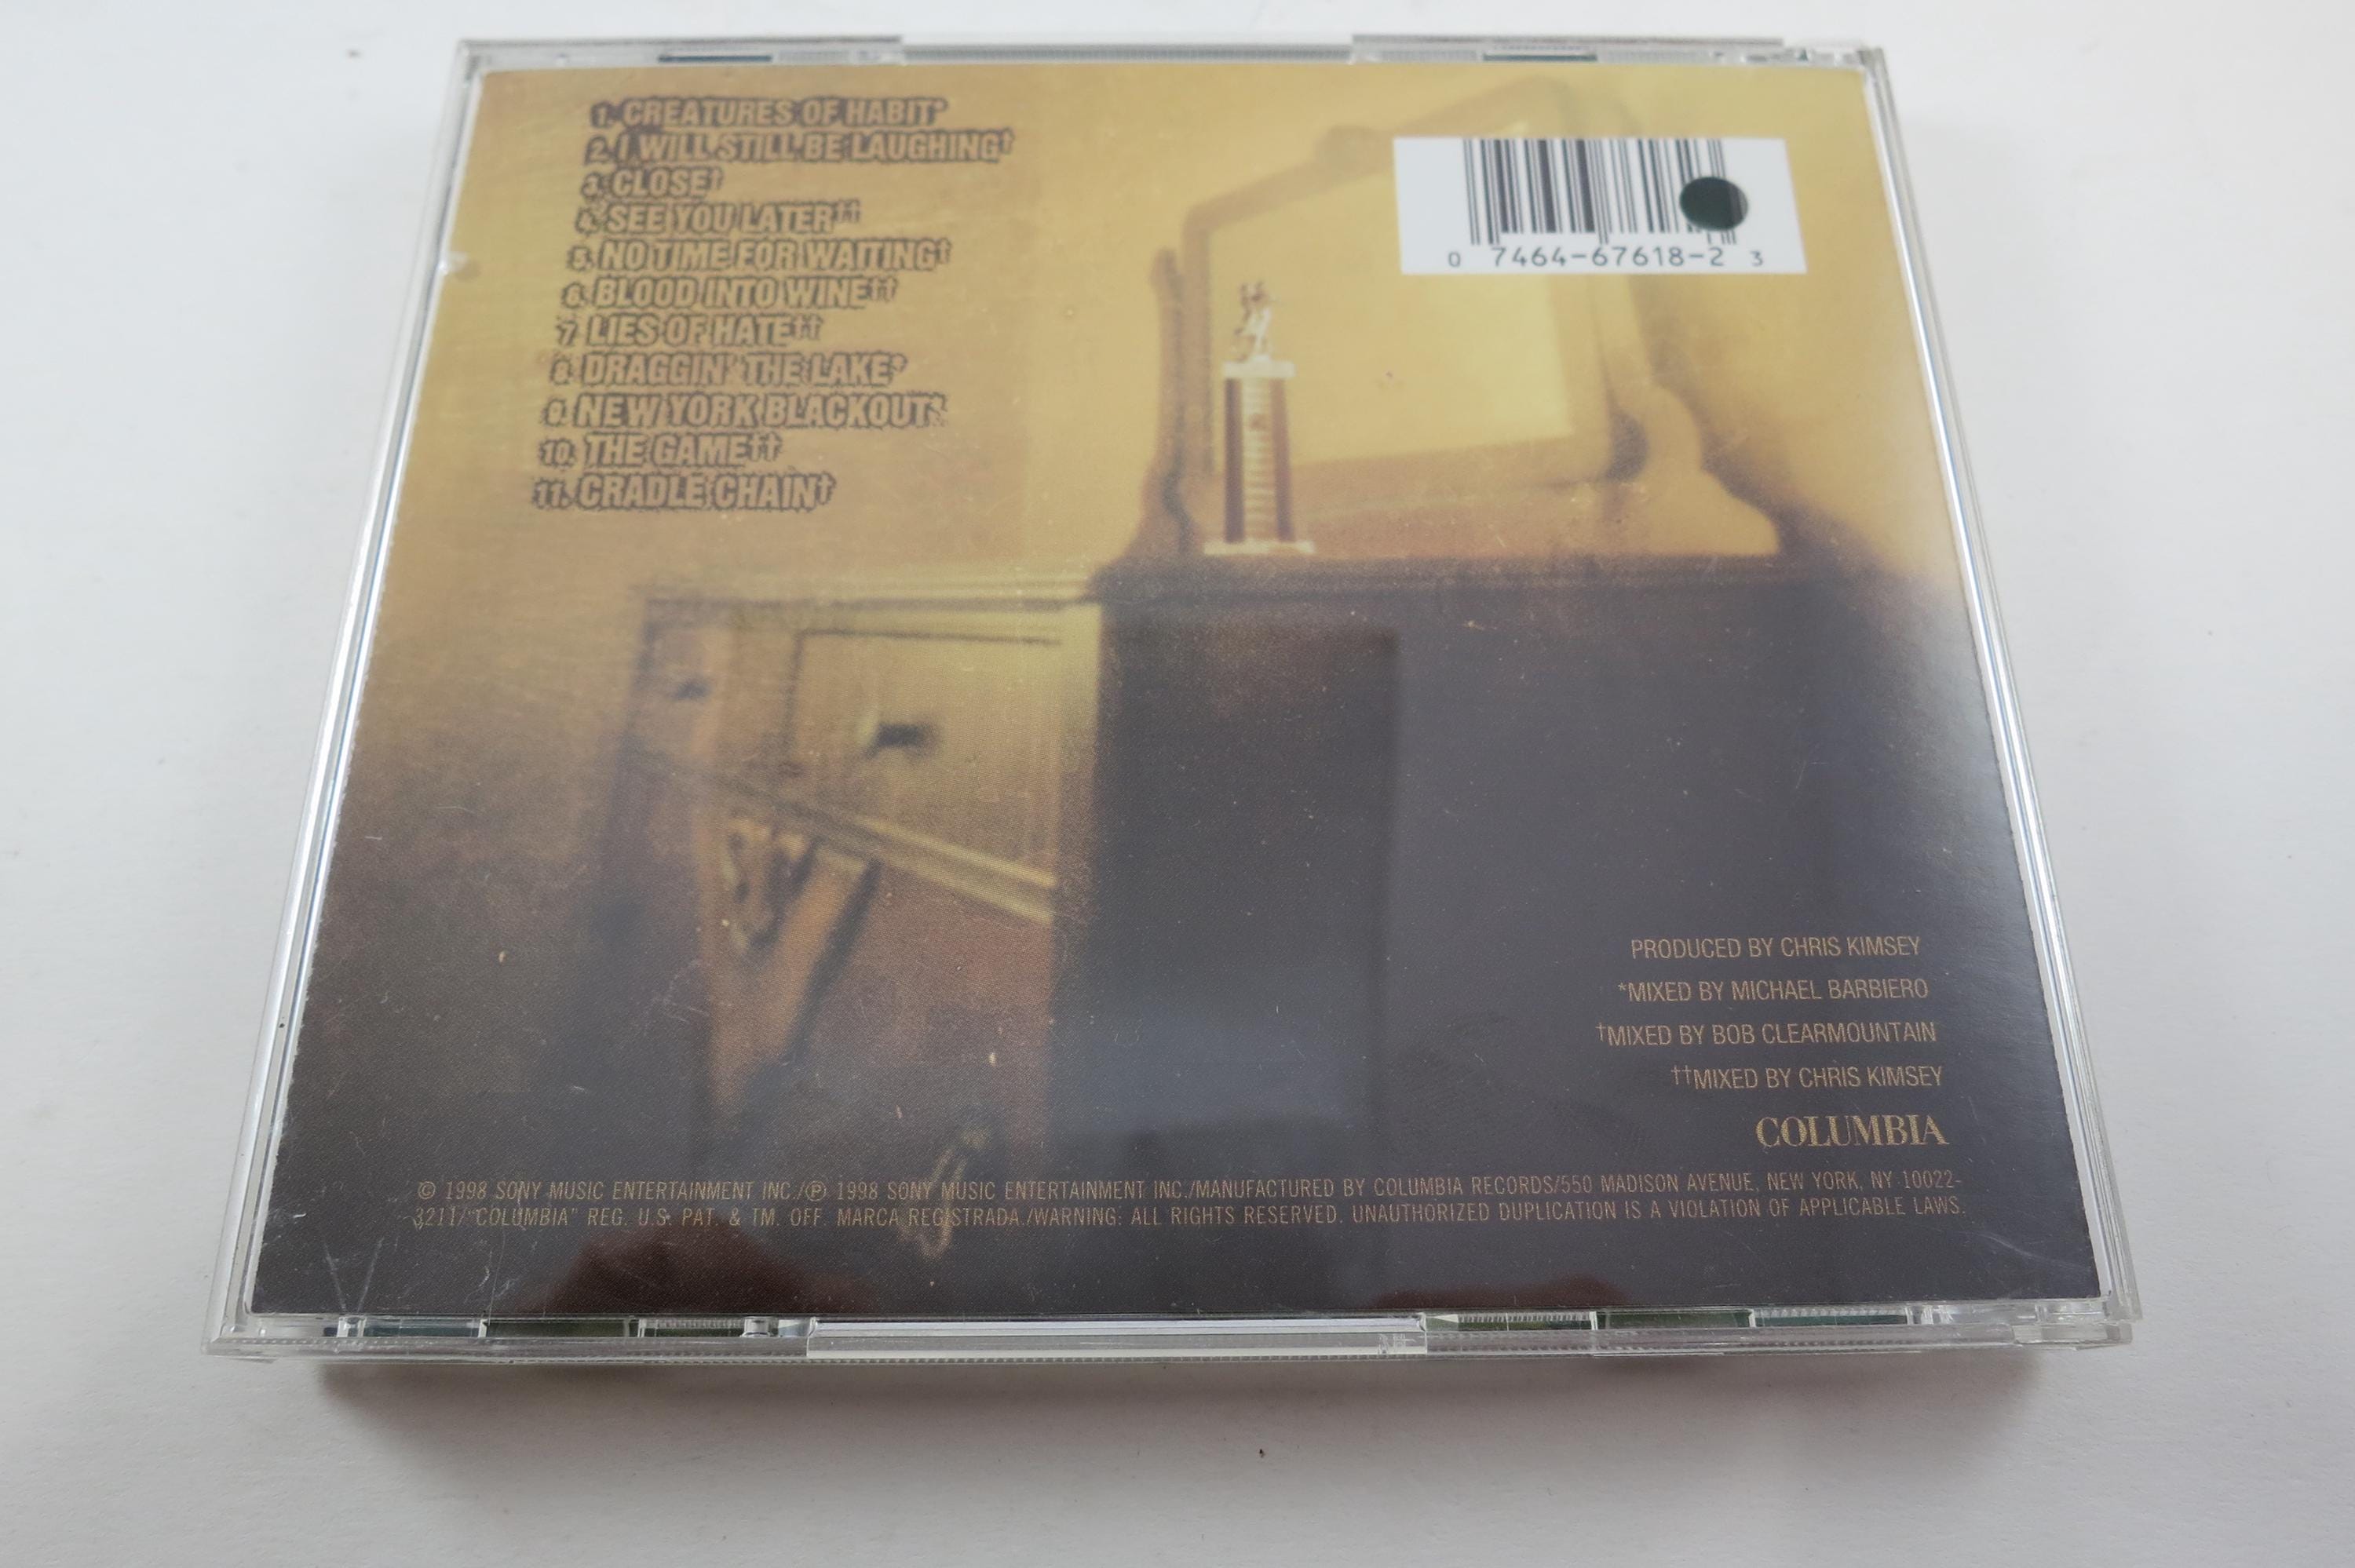 1. CREATURES OF HABIT*
2. I WILL STILL BE LAUGHING†
3. CLOSE†
4. SEE YOU LATER††
5. NO TIME FOR WAITING†
6. BLOOD INTO WINE††
7. LIES OF HATE††
8. DRAGGIN' THE LAKE*
9. NEW YORK BLACKOUT†
10. THE GAME††
11. CRADLE CHAIN†
0 7464-67618-2 3
PRODUCED BY CHRIS KIMSEY
*MIXED BY MICHAEL BARBIERO
†MIXED BY BOB CLEARMOUNTAIN
††MIXED BY CHRIS KIMSEY
COLUMBIA
© 1998 SONY MUSIC ENTERTAINMENT INC./℗ 1998 SONY MUSIC ENTERTAINMENT INC./MANUFACTURED BY COLUMBIA RECORDS/550 MADISON AVENUE, NEW YORK, NY 10022-
3211/"COLUMBIA" REG. U.S. PAT. & TM. OFF. MARCA REGISTRADA./WARNING: ALL RIGHTS RESERVED. UNAUTHORIZED DUPLICATION IS A VIOLATION OF APPLICABLE LAWS.